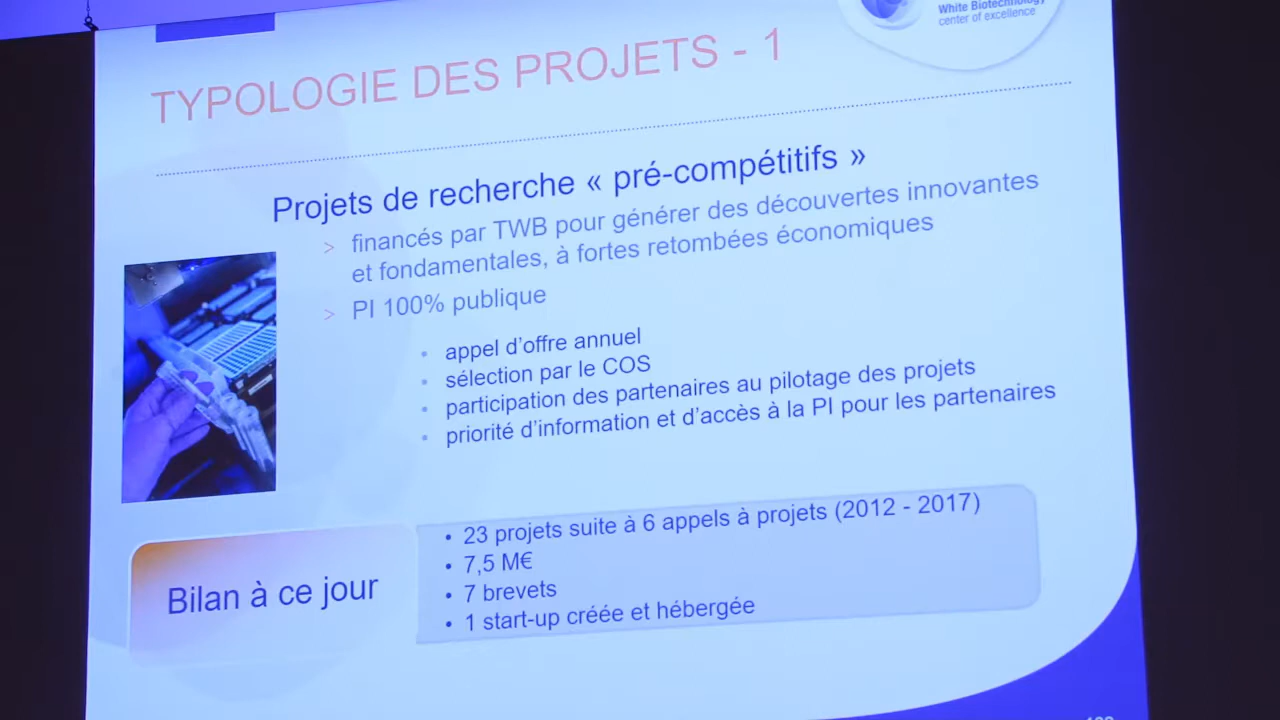 White Biotechnology
center of excellence
TYPOLOGIE DES PROJETS - 1
Projets de recherche « pré-compétitifs »
> financés par TWB pour générer des découvertes innovantes
et fondamentales, à fortes retombées économiques
> PI 100% publique
▪ appel d’offre annuel
▪ sélection par le COS
▪ participation des partenaires au pilotage des projets
▪ priorité d’information et d’accès à la PI pour les partenaires
Bilan à ce jour
• 23 projets suite à 6 appels à projets (2012 - 2017)
• 7,5 M€
• 7 brevets
• 1 start-up créée et hébergée